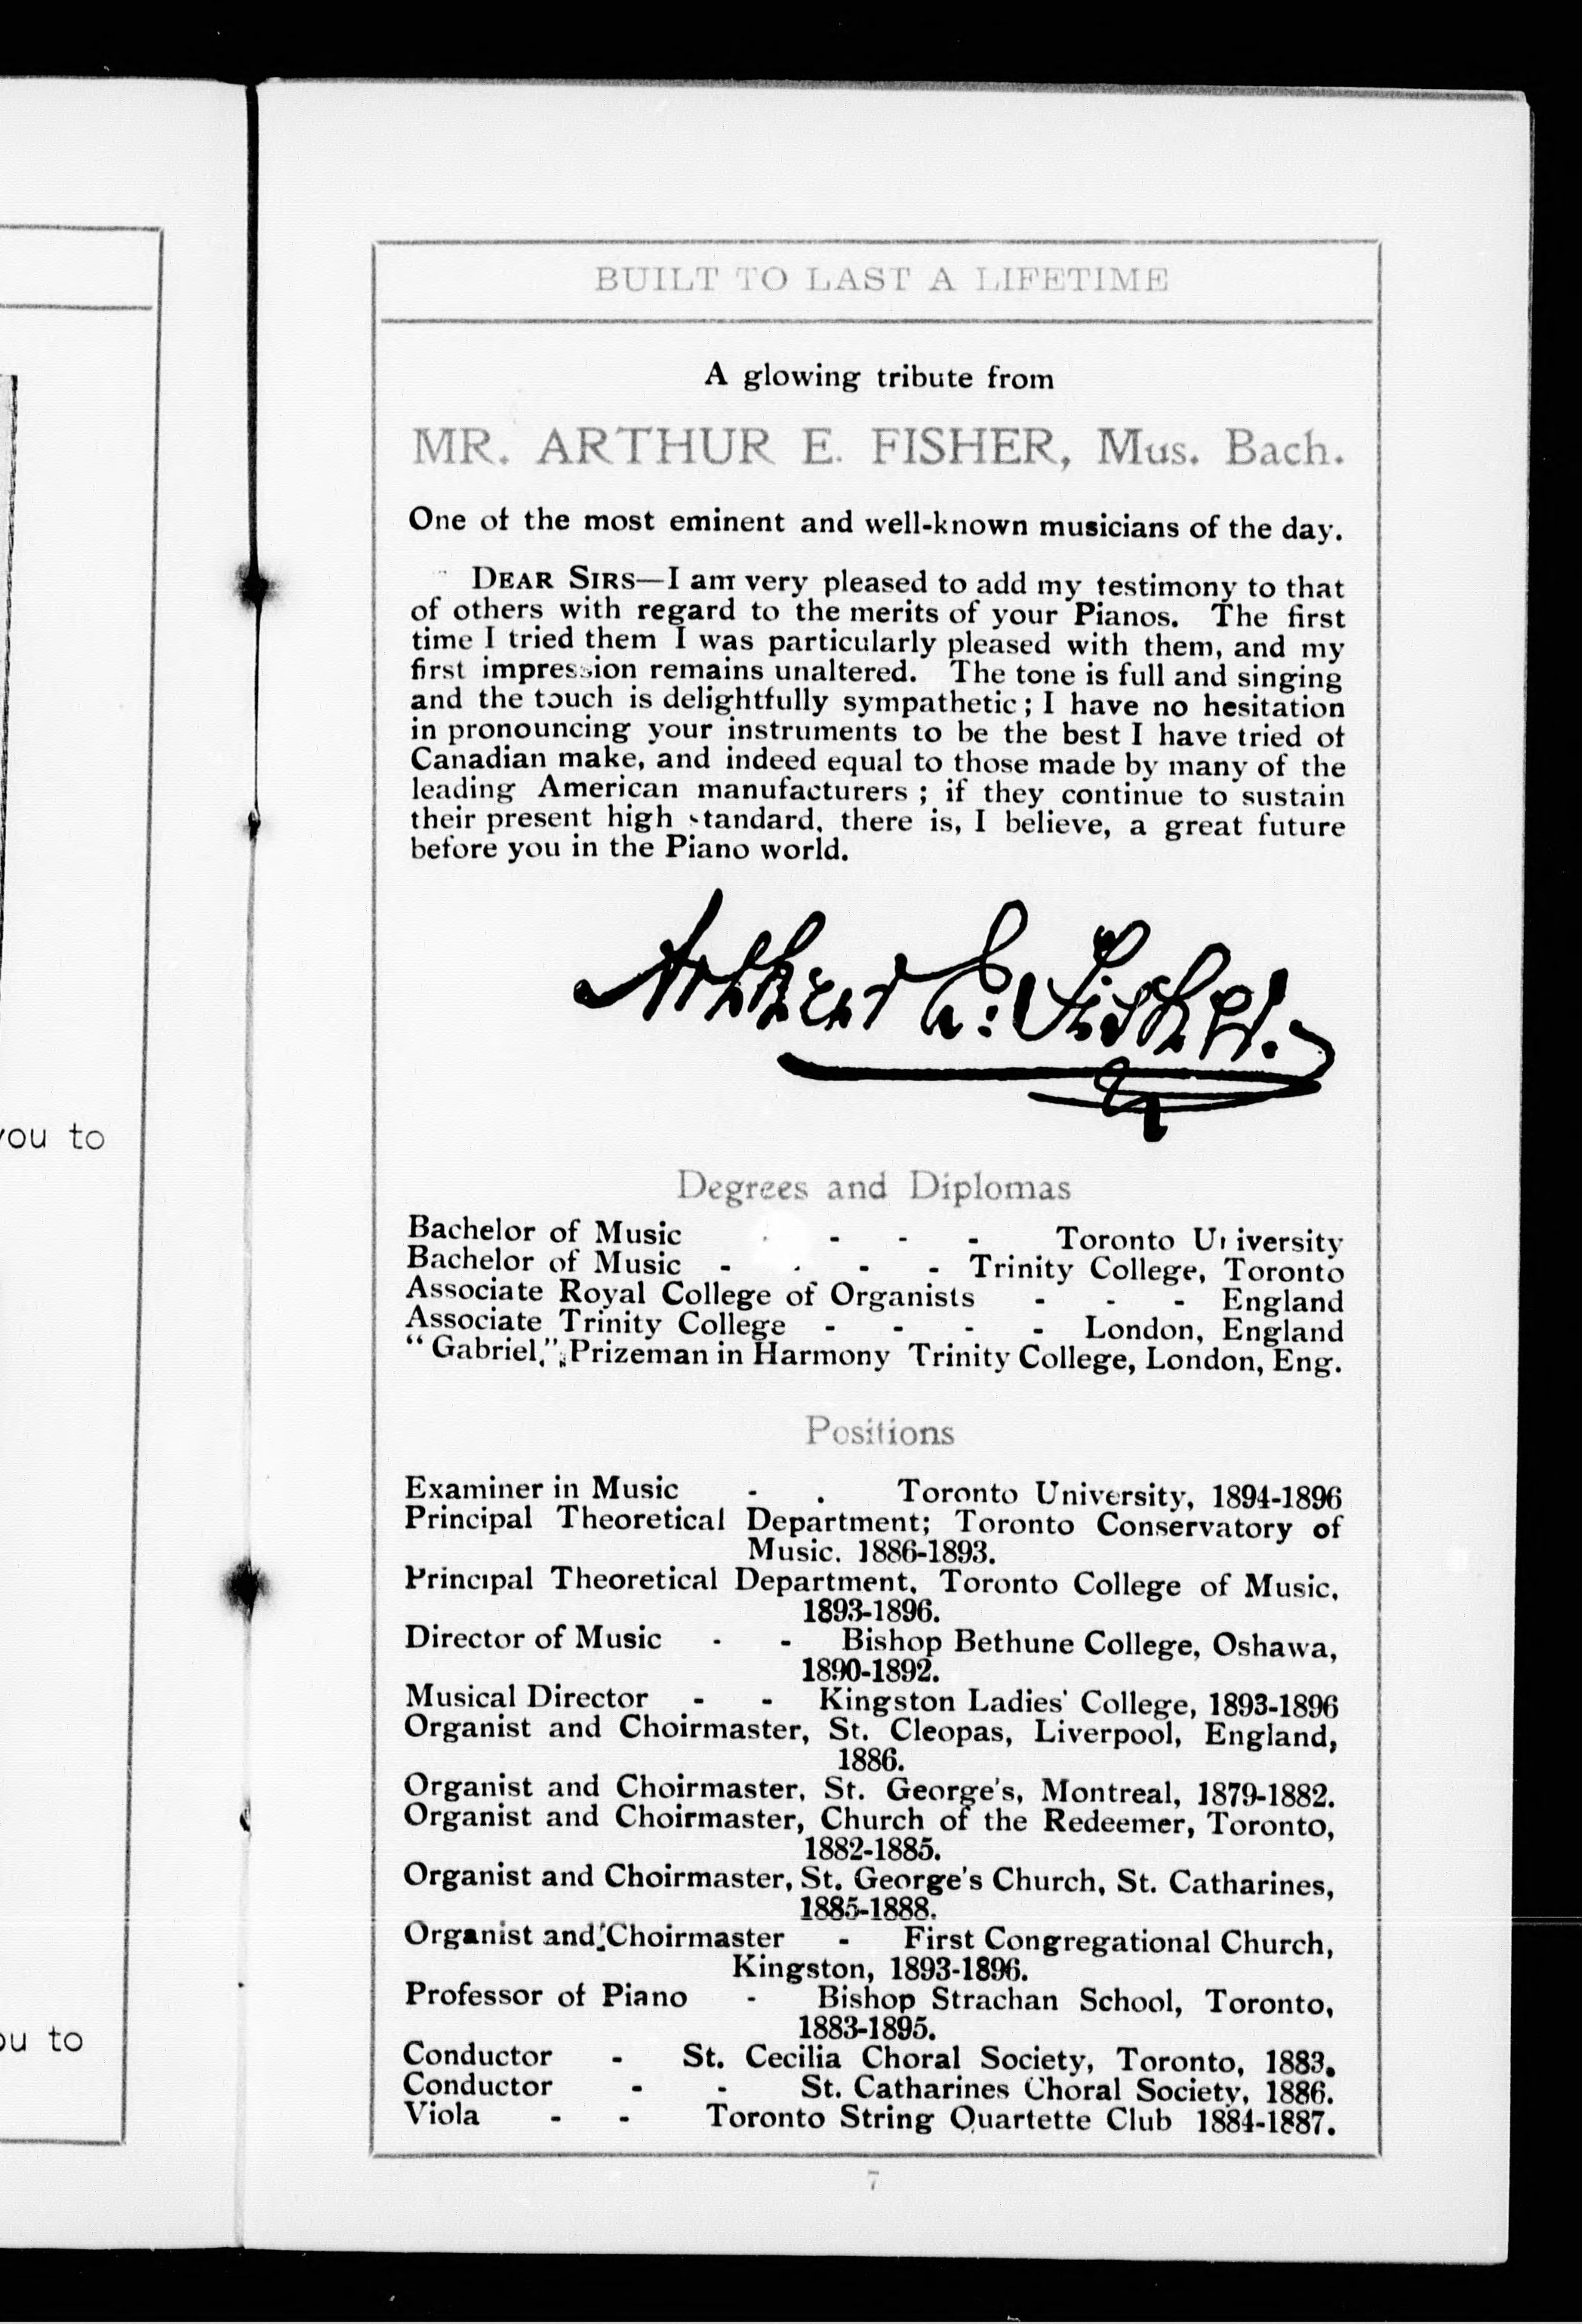 BUILT TO LAST A LIFETIME
A glowing tribute from
MR. ARTHUR E. FISHER, Mus. Bach.
One of the most eminent and well-known musicians of the day.
DEAR SIRS—I am very pleased to add my testimony to that
of others with regard to the merits of your Pianos. The first
time I tried them I was particularly pleased with them, and my
first impression remains unaltered. The tone is full and singing
and the touch is delightfully sympathetic; I have no hesitation
in pronouncing your instruments to be the best I have tried of
Canadian make, and indeed equal to those made by many of the
leading American manufacturers; if they continue to sustain
their present high standard, there is, I believe, a great future
before you in the Piano world.
Arthur E. Fisher.
Degrees and Diplomas
Bachelor of Music - - - Toronto University
Bachelor of Music - - - - Trinity College, Toronto
Associate Royal College of Organists - - - England
Associate Trinity College - - - - London, England
"Gabriel," Prizeman in Harmony Trinity College, London, Eng.
Positions
Examiner in Music - . Toronto University, 1894-1896
Principal Theoretical Department; Toronto Conservatory of
Music. 1886-1893.
Principal Theoretical Department, Toronto College of Music,
1893-1896.
Director of Music - - Bishop Bethune College, Oshawa,
1890-1892.
Musical Director - - Kingston Ladies' College, 1893-1896
Organist and Choirmaster, St. Cleopas, Liverpool, England,
1886.
Organist and Choirmaster, St. George's, Montreal, 1879-1882.
Organist and Choirmaster, Church of the Redeemer, Toronto,
1882-1885.
Organist and Choirmaster, St. George's Church, St. Catharines,
1885-1888.
Organist and Choirmaster - First Congregational Church,
Kingston, 1893-1896.
Professor of Piano - Bishop Strachan School, Toronto,
1883-1895.
Conductor - St. Cecilia Choral Society, Toronto, 1883.
Conductor - - St. Catharines Choral Society, 1886.
Viola - - Toronto String Quartette Club 1884-1887.
7
you to
ou to